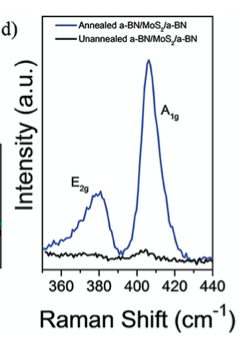 d)
Annealed a-BN/MoS₂/a-BN
Unannealed a-BN/MoS₂/a-BN
Intensity (a.u.)
A₁g
E₂g
360 380 400 420 440
Raman Shift (cm⁻¹)